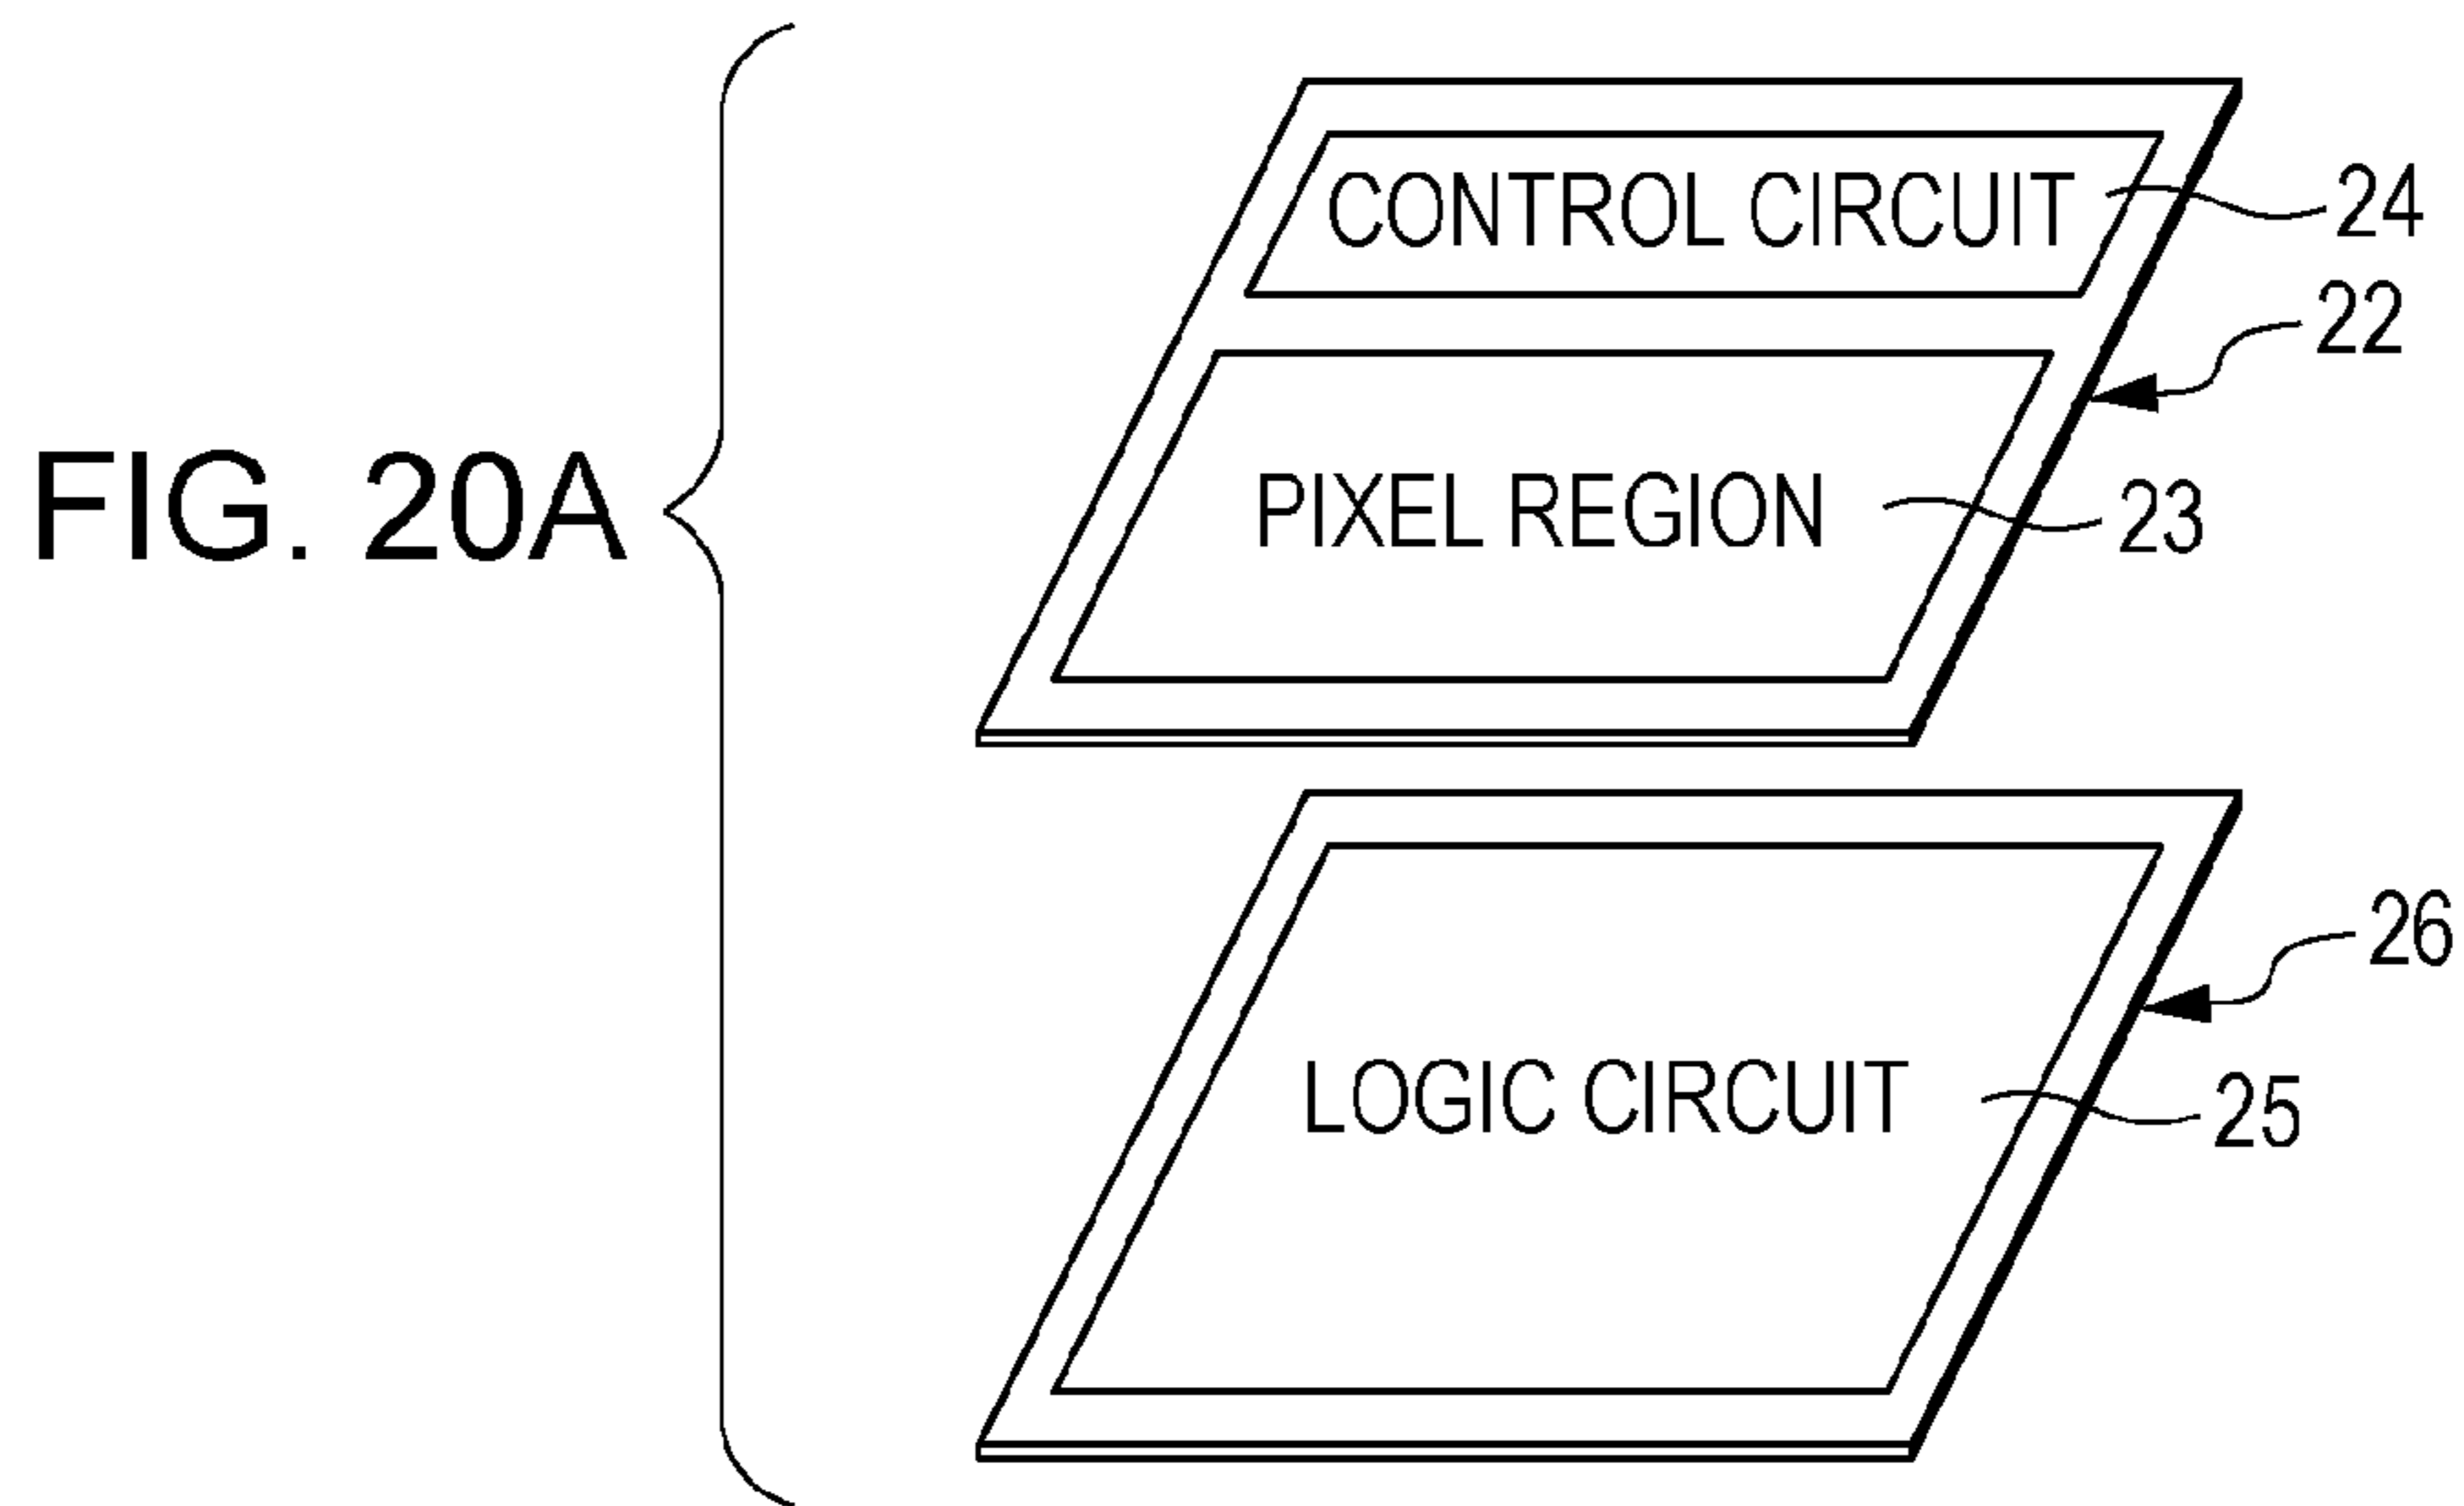 FIG. 20A
CONTROL CIRCUIT
24
22
PIXEL REGION
23
26
LOGIC CIRCUIT
25